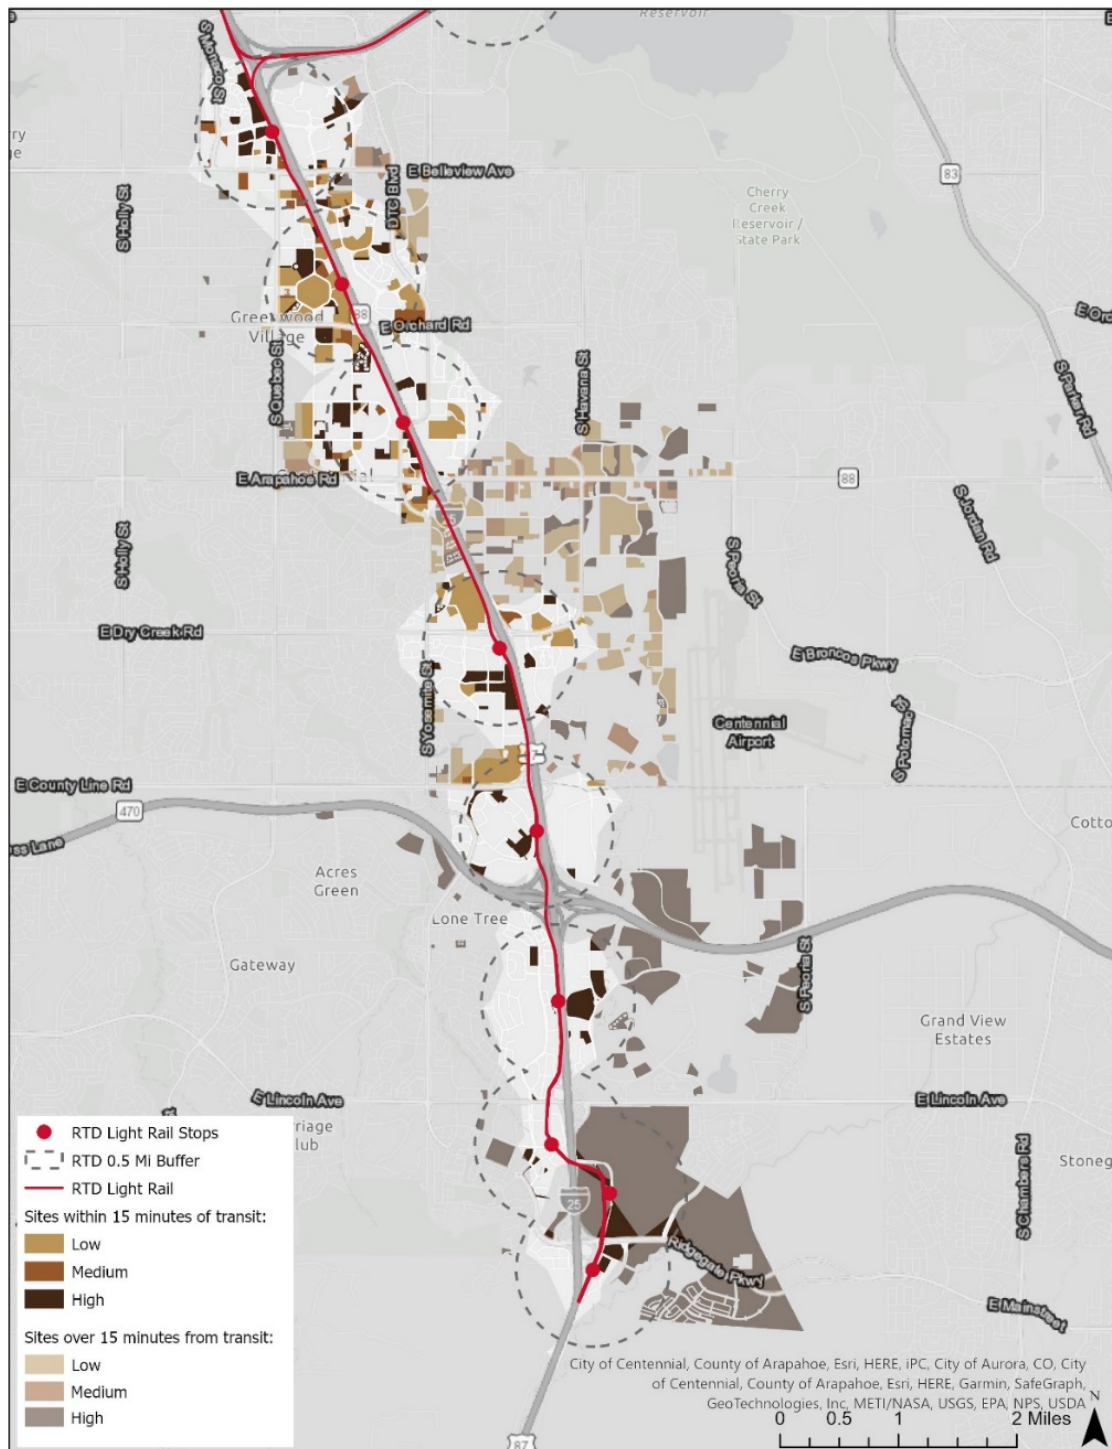 Reservoir
S Monaco St
83
E Belleview Ave
DTC Blvd
S Holly St
Cherry
Creek
Reservoir /
State Park
Greenwood
Village
88
E Orchard Rd
S Quebec St
S Havana St
S Parker Rd
E Arapahoe Rd
88
S Jordan Rd
S Holly St
S Peoria St
E Dry Creek Rd
E Broncos Pkwy
S Yosemite St
Centennial
Airport
S Potomac St
E County Line Rd
470
Acres
Green
Lone Tree
Gateway
S Peoria St
Grand View
Estates
E Lincoln Ave
E Lincoln Ave
S Chambers Rd
25
Ridgegate Pkwy
E Mainstreet
RTD Light Rail Stops
RTD 0.5 Mi Buffer
RTD Light Rail
Sites within 15 minutes of transit:
Low
Medium
High
Sites over 15 minutes from transit:
Low
Medium
High
City of Centennial, County of Arapahoe, Esri, HERE, iPC, City of Aurora, CO, City
of Centennial, County of Arapahoe, Esri, HERE, Garmin, SafeGraph,
GeoTechnologies, Inc, METI/NASA, USGS, EPA, NPS, USDA
N
0 0.5 1 2 Miles
87